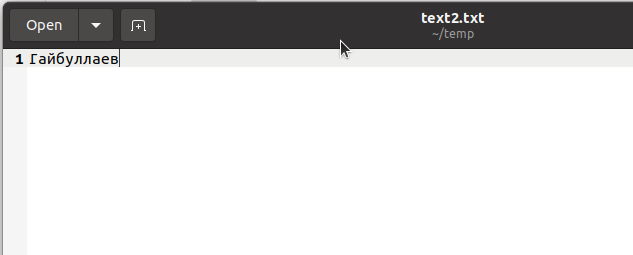 Open
text2.txt
~/temp
1 Гайбуллаев